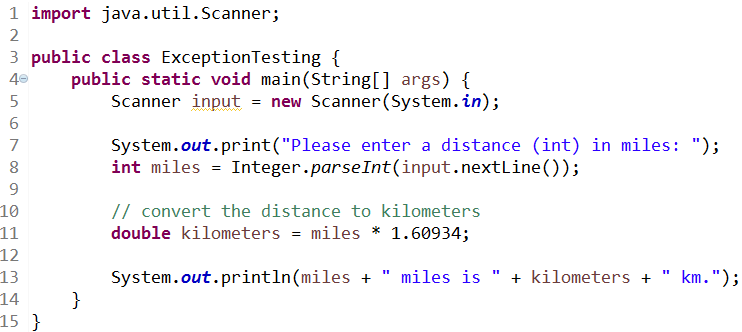 1 import java.util.Scanner;
2
3 public class ExceptionTesting {
4     public static void main(String[] args) {
5         Scanner input = new Scanner(System.in);
6
7         System.out.print("Please enter a distance (int) in miles: ");
8         int miles = Integer.parseInt(input.nextLine());
9
10         // convert the distance to kilometers
11         double kilometers = miles * 1.60934;
12
13         System.out.println(miles + " miles is " + kilometers + " km.");
14     }
15 }